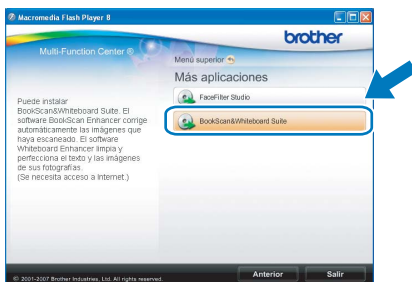 Macromedia Flash Player 8
brother
Multi-Function Center ®
Menú superior
Más aplicaciones
FaceFilter Studio
BookScan&Whiteboard Suite
Puede instalar
BookScan&Whiteboard Suite. El
software BookScan Enhancer corrige
automáticamente las imágenes que
haya escaneado. El software
Whiteboard Enhancer limpia y
perfecciona el texto y las imágenes
de sus fotografías.
(Se necesita acceso a Internet.)
© 2001-2007 Brother Industries, Ltd. All rights reserved.
Anterior
Salir